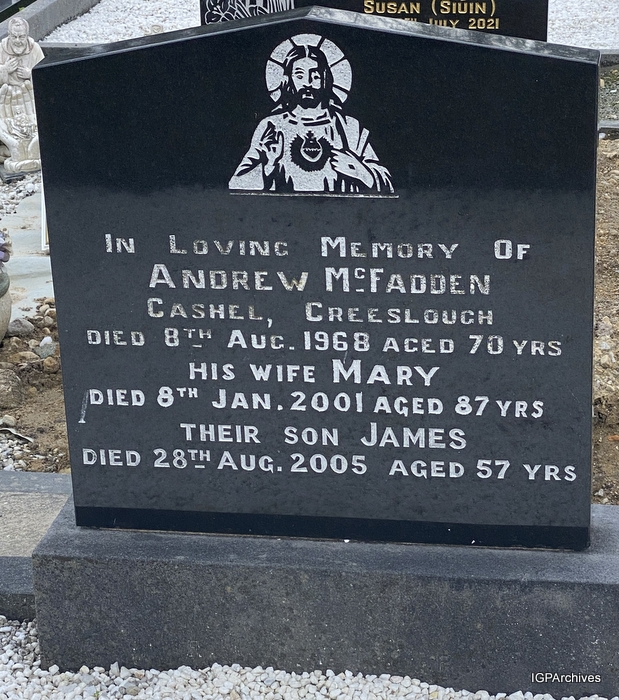 SUSAN (SIÚIN)
JULY 2021
IN LOVING MEMORY OF
ANDREW McFADDEN
CASHEL, CREESLOUGH
DIED 8TH AUG. 1968 AGED 70 YRS
HIS WIFE MARY
DIED 8TH JAN. 2001 AGED 87 YRS
THEIR SON JAMES
DIED 28TH AUG. 2005 AGED 57 YRS
IGPArchives